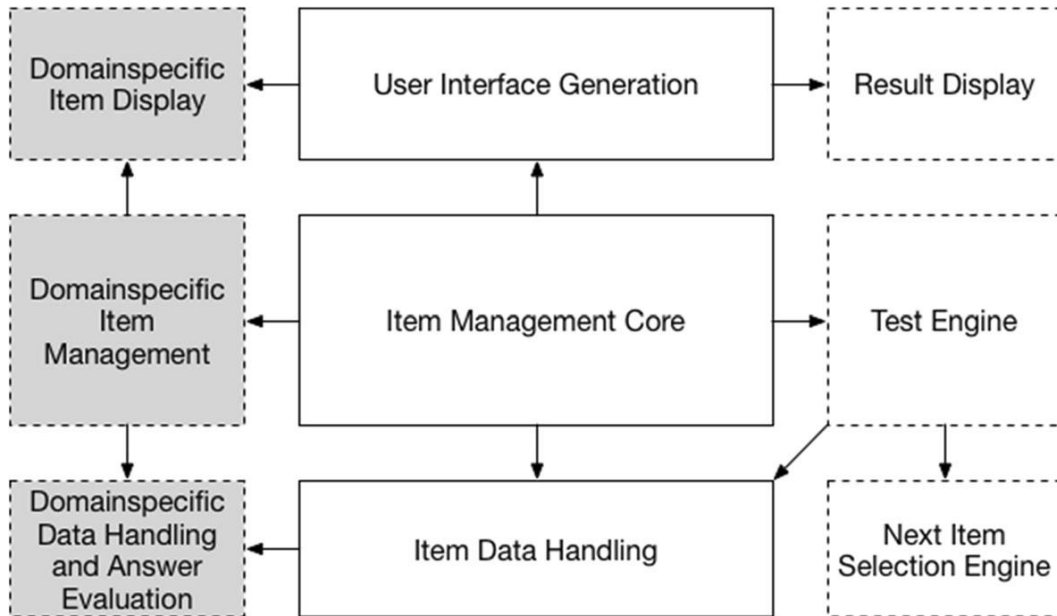 Domainspecific
Item Display
User Interface Generation
Result Display
Domainspecific
Item
Management
Item Management Core
Test Engine
Domainspecific
Data Handling
and Answer
Evaluation
Item Data Handling
Next Item
Selection Engine